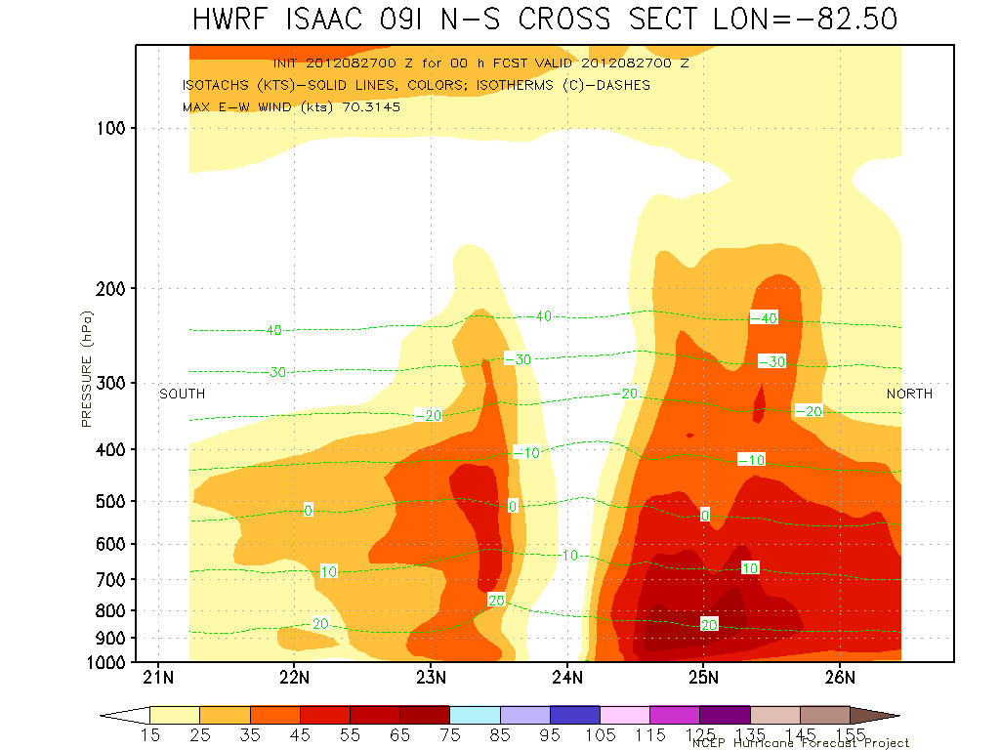 HWRF ISAAC 09l N-S CROSS SECT LON=-82.50
INIT 2012082700 Z for 00 h FCST VALID 2012082700 Z
ISOTACHS (KTS)-SOLID LINES, COLORS; ISOTHERMS (C)-DASHES
MAX E-W WIND (kts) 70.3145
100
200
-40 -40 -40
-30 -30 -30
300
SOUTH -20 NORTH
-20 -20
PRESSURE (hPa)
400
-10 -10
500
0 0 0
600
10 10 10
700
20
800
20 20
900
1000
21N 22N 23N 24N 25N 26N
15 25 35 45 55 65 75 85 95 105 115 125 135 145 155
NCEP Hurricane Forecast Project